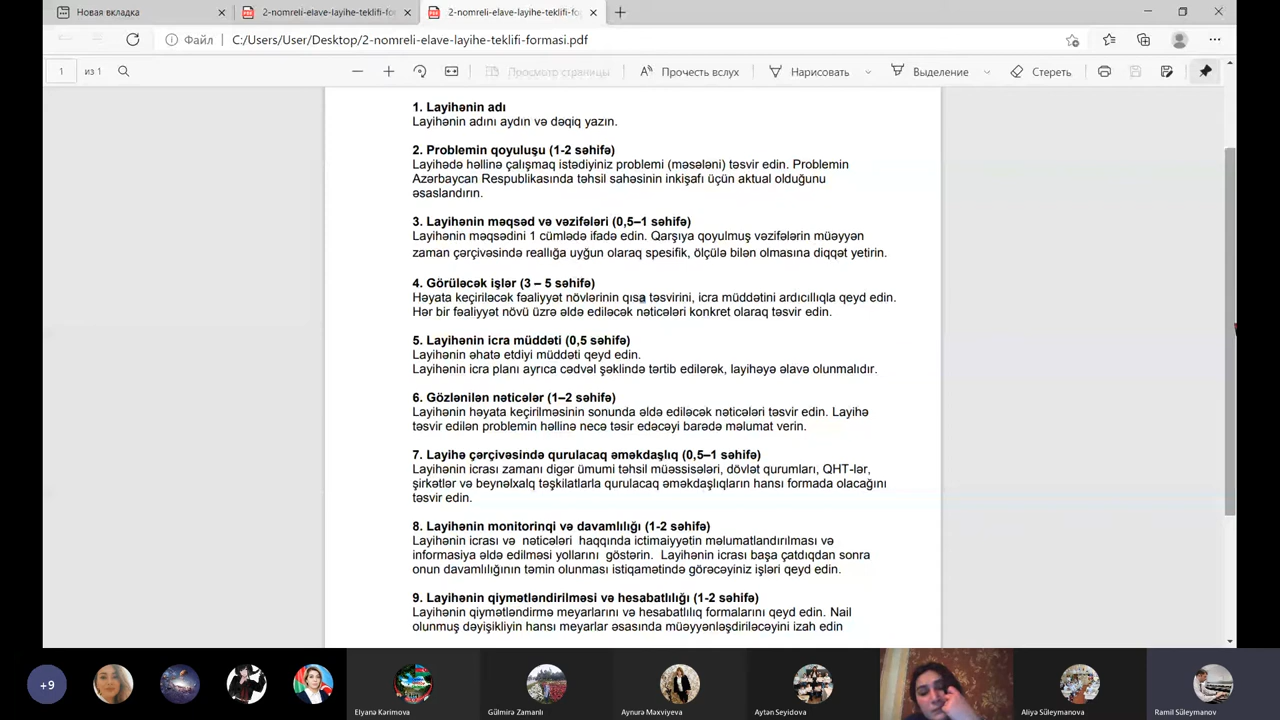 Новая вкладка
2-nomreli-elave-layihe-teklifi-for
2-nomreli-elave-layihe-teklifi-for
Файл
C:/Users/User/Desktop/2-nomreli-elave-layihe-teklifi-formasi.pdf
1
из 1
Просмотр страницы
Прочесть вслух
Нарисовать
Выделение
Стереть
1. Layihənin adı
Layihənin adını aydın və dəqiq yazın.
2. Problemin qoyuluşu (1-2 səhifə)
Layihədə həllinə çalışmaq istədiyiniz problemi (məsələni) təsvir edin. Problemin
Azərbaycan Respublikasında təhsil sahəsinin inkişafı üçün aktual olduğunu
əsaslandırın.
3. Layihənin məqsəd və vəzifələri (0,5–1 səhifə)
Layihənin məqsədini 1 cümlədə ifadə edin. Qarşıya qoyulmuş vəzifələrin müəyyən
zaman çərçivəsində reallığa uyğun olaraq spesifik, ölçülə bilən olmasına diqqət yetirin.
4. Görüləcək işlər (3 – 5 səhifə)
Həyata keçiriləcək fəaliyyət növlərinin qısa təsvirini, icra müddətini ardıcıllıqla qeyd edin.
Hər bir fəaliyyət növü üzrə əldə ediləcək nəticələri konkret olaraq təsvir edin.
5. Layihənin icra müddəti (0,5 səhifə)
Layihənin əhatə etdiyi müddəti qeyd edin.
Layihənin icra planı ayrıca cədvəl şəklində tərtib edilərək, layihəyə əlavə olunmalıdır.
6. Gözlənilən nəticələr (1–2 səhifə)
Layihənin həyata keçirilməsinin sonunda əldə ediləcək nəticələri təsvir edin. Layihə
təsvir edilən problemin həllinə necə təsir edəcəyi barədə məlumat verin.
7. Layihə çərçivəsində qurulacaq əməkdaşlıq (0,5–1 səhifə)
Layihənin icrası zamanı digər ümumi təhsil müəssisələri, dövlət qurumları, QHT-lər,
şirkətlər və beynəlxalq təşkilatlarla qurulacaq əməkdaşlıqların hansı formada olacağını
təsvir edin.
8. Layihənin monitorinqi və davamlılığı (1-2 səhifə)
Layihənin icrası və nəticələri haqqında ictimaiyyətin məlumatlandırılması və
informasiya əldə edilməsi yollarını göstərin. Layihənin icrası başa çatdıqdan sonra
onun davamlılığının təmin olunması istiqamətində görəcəyiniz işləri qeyd edin.
9. Layihənin qiymətləndirilməsi və hesabatlılığı (1-2 səhifə)
Layihənin qiymətləndirmə meyarlarını və hesabatlılıq formalarını qeyd edin. Nail
olunmuş dəyişikliyin hansı meyarlar əsasında müəyyənləşdiriləcəyini izah edin
+9
Elyanə Kərimova
Gülmirə Zamanlı
Aynurə Məxviyeva
Aytən Seyidova
Aliyə Süleymanova
Ramil Süleymanov